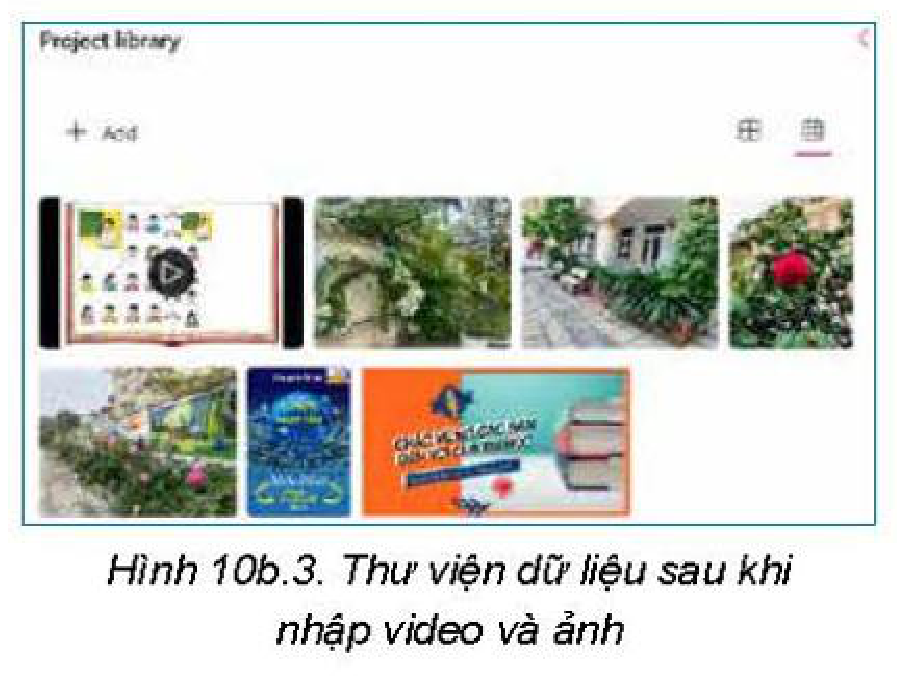 Project library
Add
Hình 10b.3. Thư viện dữ liệu sau khi
nhập video và ảnh